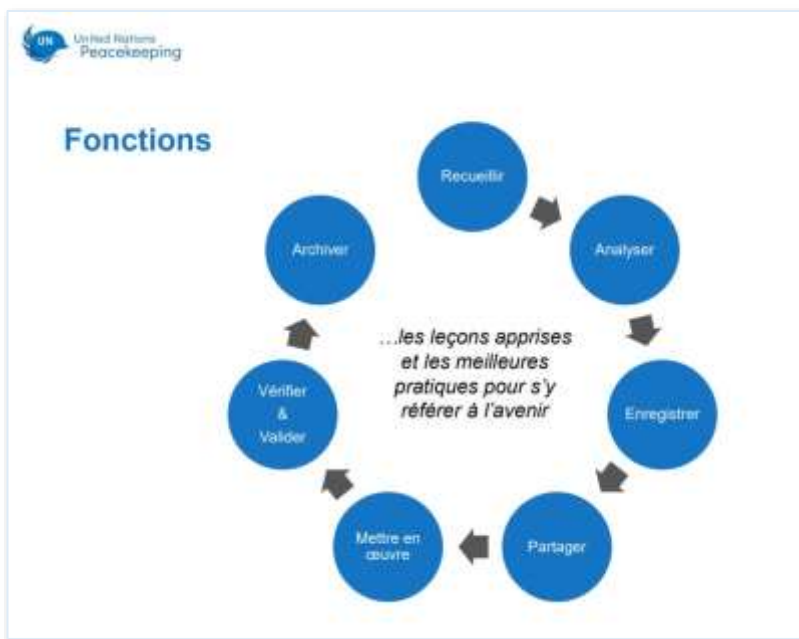 UN
United Nations
Peacekeeping
Fonctions
Recueillir
Analyser
Enregistrer
Partager
Mettre en
œuvre
Vérifier
&
Valider
Archiver
…les leçons apprises
et les meilleures
pratiques pour s'y
référer à l'avenir